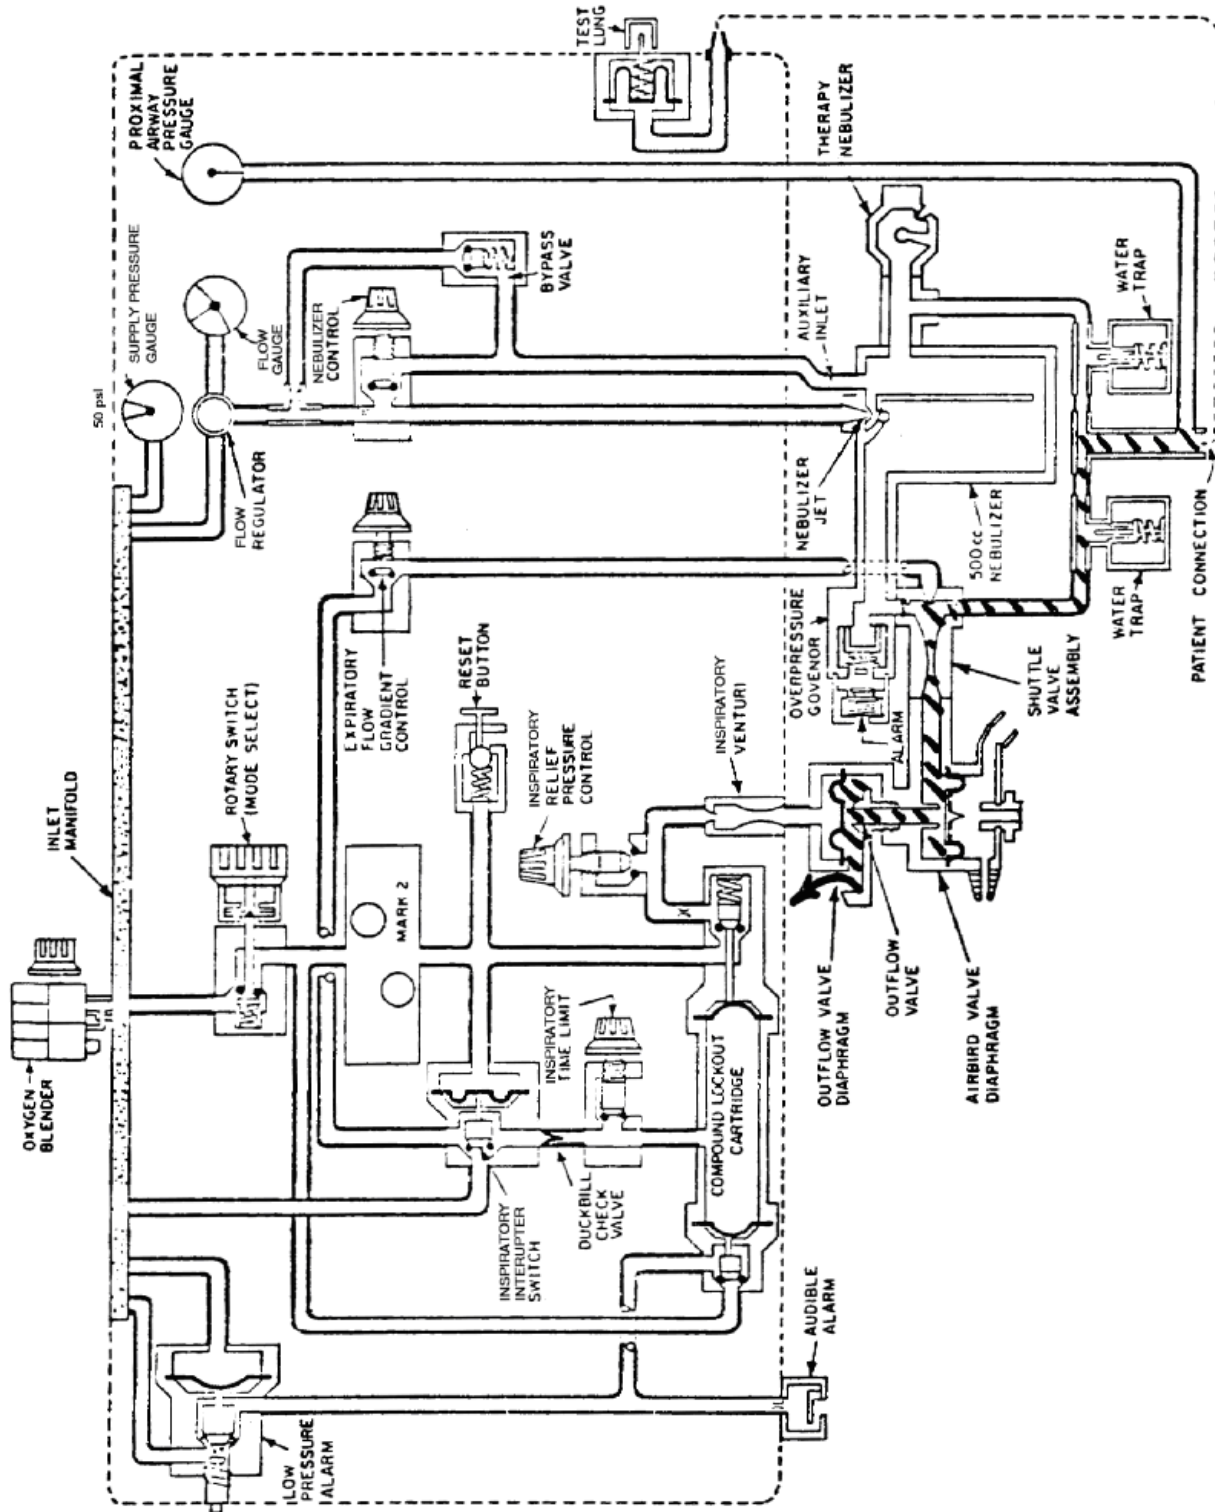 TEST
LUNG
PROXIMAL
AIRWAY
PRESSURE
GAUGE
SUPPLY PRESSURE
GAUGE
50 psi
FLOW
GAUGE
NEBULIZER
CONTROL
BYPASS
VALVE
THERAPY
NEBULIZER
AUXILIARY
INLET
WATER
TRAP
FLOW
REGULATOR
NEBULIZER
JET
500 cc
NEBULIZER
WATER
TRAP
PATIENT CONNECTION
INLET
MANIFOLD
ROTARY SWITCH
(MODE SELECT)
EXPIRATORY
FLOW
GRADIENT
CONTROL
RESET
BUTTON
INSPIRATORY
RELIEF
PRESSURE
CONTROL
INSPIRATORY
VENTURI
OVERPRESSURE
GOVENOR
ALARM
SHUTTLE
VALVE
ASSEMBLY
OXYGEN
BLENDER
MARK 2
INSPIRATORY
TIME LIMIT
COMPOUND LOCKOUT
CARTRIDGE
OUTFLOW VALVE
DIAPHRAGM
OUTFLOW
VALVE
AIRBIRD VALVE
DIAPHRAGM
DUCKBILL
CHECK
VALVE
INSPIRATORY
INTERUPTER
SWITCH
LOW
PRESSURE
ALARM
AUDIBLE
ALARM